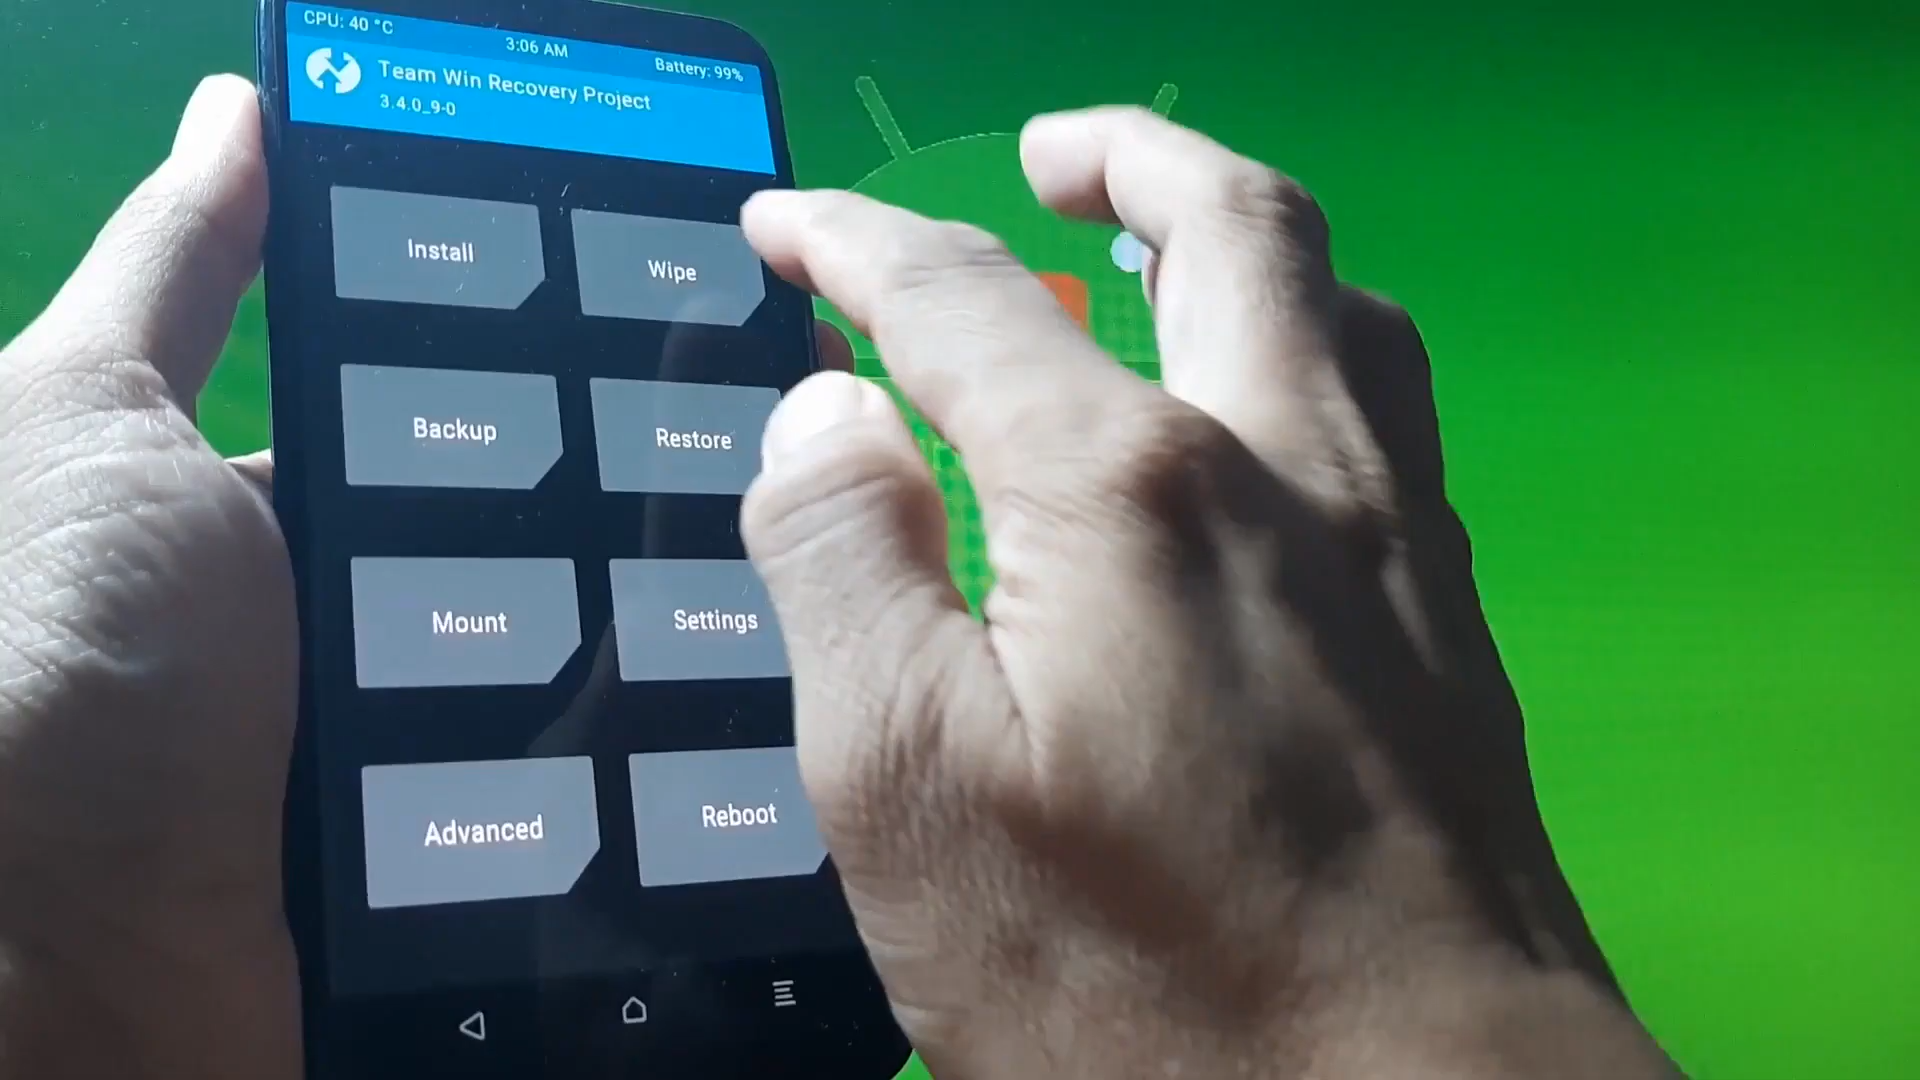 CPU: 40 °C
3:06 AM
Battery: 99%
Team Win Recovery Project
3.4.0_9-0
Install
Wipe
Backup
Restore
Mount
Settings
Advanced
Reboot